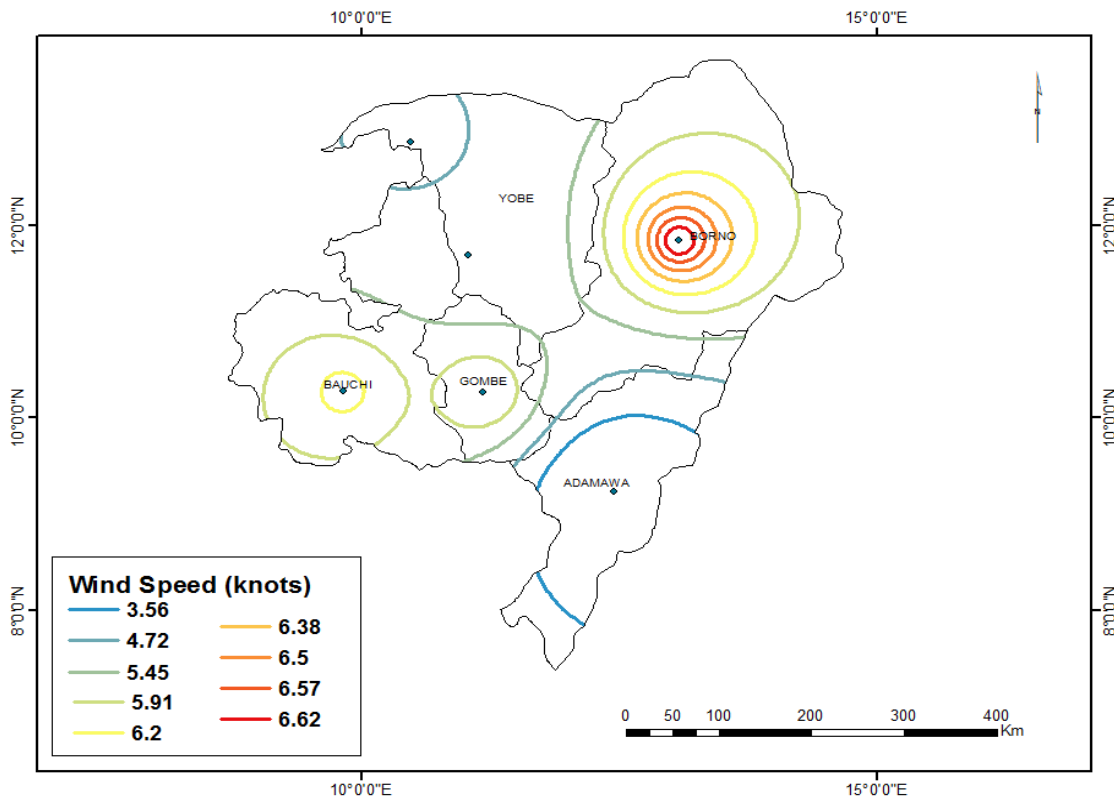 10°0'0"E 15°0'0"E
N
YOBE
12°0'0"N 12°0'0"N
BORNO
BAUCHI
GOMBE
10°0'0"N 10°0'0"N
ADAMAWA
Wind Speed (knots)
3.56
4.72
5.45
5.91
6.2
6.38
6.5
6.57
6.62
8°0'0"N 8°0'0"N
0 50 100 200 300 400
Km
10°0'0"E 15°0'0"E